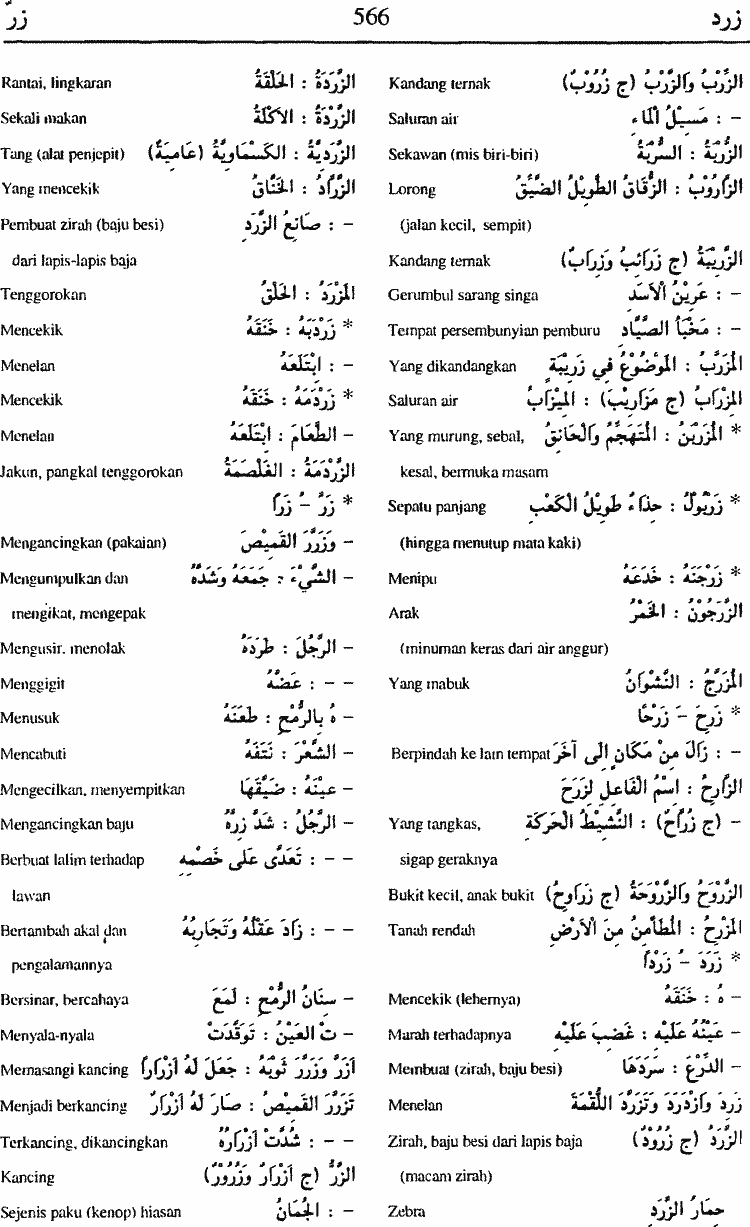 زرد 566 زرّ
الزَّرْبُ وَالزِّرْبُ (ج زُرُوْبٌ) Kandang ternak
– : مَسِيْلُ الْمَاءِ Saluran air
الزُّرْبَةُ : السُّرْبَةُ Sekawan (mis biri-biri)
الزَّارُوْبُ : الزُّقَاقُ الطَّوِيْلُ الضَّيِّقُ Lorong
(jalan kecil, sempit)
الزَّرِيْبَةُ (ج زَرَائِبُ وَزِرَابٌ) Kandang ternak
– : عَرِيْنُ الْاَسَدِ Gerumbul sarang singa
– : مَخْبَأُ الصَّيَّادِ Tempat persembunyian pemburu
الْمُزَرَّبُ : الْمَوْضُوْعُ فِي زَرِيْبَةٍ Yang dikandangkan
الْمِزْرَابُ (ج مَزَارِيْبُ) : الْمِيْزَابُ Saluran air
* الْمُزَرْبِنُ : الْمُتَهَجِّمُ وَالْحَانِقُ Yang murung, sebal,
kesal, bermuka masam
* زَرْبُوْلٌ : حِذَاءٌ طَوِيْلُ الْكَعْبِ Sepatu panjang
(hingga menutup mata kaki)
* زَرْجَنَهُ : خَدَعَهُ Menipu
الزَّرَجُوْنُ : الْخَمْرُ Arak
(minuman keras dari air anggur)
الْمُزَرَّجُ : النَّشْوَانُ Yang mabuk
* زَرِحَ – زَرَحًا
– : زَالَ مِنْ مَكَانٍ الى آخَرَ Berpindah ke lain tempat
الزَّارِحُ : اسْمُ الْفَاعِلِ لِزَرَحَ
– (ج زُرَّاحٌ) : النَّشِيْطُ الْحَرَكَةِ Yang tangkas,
sigap geraknya
الزَّرْوَحُ وَالزَّرْوَحَةُ (ج زَرَاوِحُ) Bukit kecil, anak bukit
الْمَزْرَحُ : الْمُطَأْمَنُ مِنَ الْاَرْضِ Tanah rendah
* زَرَدَ – زَرْداً
– هُ : خَنَقَهُ Mencekik (lehernya)
– عَيْنَهُ عَلَيْهِ : غَضِبَ عَلَيْهِ Marah terhadapnya
– الدِّرْعَ : سَرَدَهَا Membuat (zirah, baju besi)
زَرِدَ وَازْدَرَدَ وَتَزَرَّدَ اللُّقْمَةَ Menelan
الزَّرَدُ (ج زُرُوْدٌ) Zirah, baju besi dari lapis baja
(macam zirah)
حِمَارُ الزَّرَدِ Zebra
الزَّرَدَةُ : الْحَلْقَةُ Rantai, lingkaran
الزَّرْدَةُ : الْاَكْلَةُ Sekali makan
الزَّرَدِيَّةُ : الْكَسْمَاوِيَّةُ (عَامِيَةٌ) Tang (alat penjepit)
الزَّرَّادُ : الْخَنَّاقُ Yang mencekik
– : صَانِعُ الزَّرَدِ Pembuat zirah (baju besi)
dari lapis-lapis baja
الْمَزْرَدُ : الْحَلْقُ Tenggorokan
* زَرْدَبَهُ : خَنَقَهُ Mencekik
– : ابْتَلَعَهُ Menelan
* زَرْدَمَهُ : خَنَقَهُ Mencekik
– الطَّعَامَ : ابْتَلَعَهُ Menelan
الزَّرْدَمَةُ : الْغَلْصَمَةُ Jakun, pangkal tenggorokan
* زَرَّ – زَرّاً
– وَزَرَّرَ الْقَمِيْصَ Mengancingkan (pakaian)
– الشَّيْءَ : جَمَعَهُ وَشَدَّهُ Mengumpulkan dan
mengikat, mengepak
– الرَّجُلَ : طَرَدَهُ Mengusir. menolak
– – : عَضَّهُ Menggigit
– هُ بِالرُّمْحِ : طَعَنَهُ Menusuk
– الشَّعْرَ : نَتَفَهُ Mencabuti
– عَيْنَهُ : ضَيَّقَهَا Mengecilkan, menyempitkan
– الرَّجُلُ : شَدَّ زِرَّهُ Mengancingkan baju
– – : تَعَدَّى عَلَى خَصْمِهِ Berbuat lalim terhadap
lawan
– – : زَادَ عَقْلُهُ وَتَجَارِبُهُ Bertambah akal dan
pengalamannya
– سِنَانُ الرُّمْحِ : لَمَعَ Bersinar, bercahaya
– تْ الْعَيْنُ : تَوَقَّدَتْ Menyala-nyala
اَزَرَّ وَزَرَّرَ ثَوْبَهُ : جَعَلَ لَهُ اَزْرَاراً Memasangi kancing
تَزَرَّرَ الْقَمِيْصُ : صَارَ لَهُ اَزْرَارٌ Menjadi berkancing
– – : شُدَّتْ اَزْرَارُهُ Terkancing, dikancingkan
الزِّرُّ (ج اَزْرَارٌ وَزُرُوْرٌ) Kancing
– : الْجُمَانُ Sejenis paku (kenop) hiasan